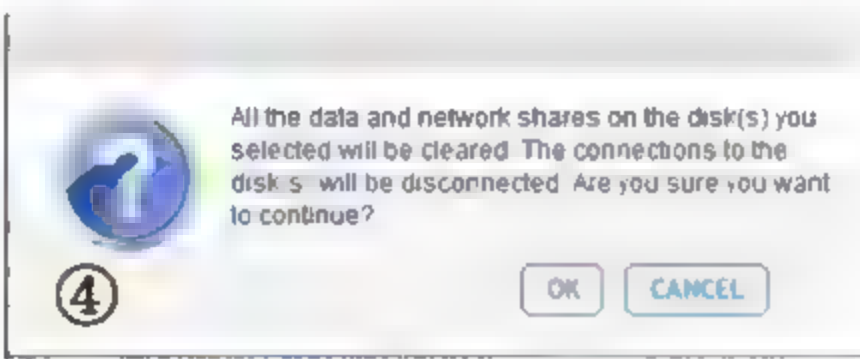 All the data and network shares on the disk(s) you
selected will be cleared. The connections to the
disk(s) will be disconnected. Are you sure you want
to continue?
4
OK CANCEL